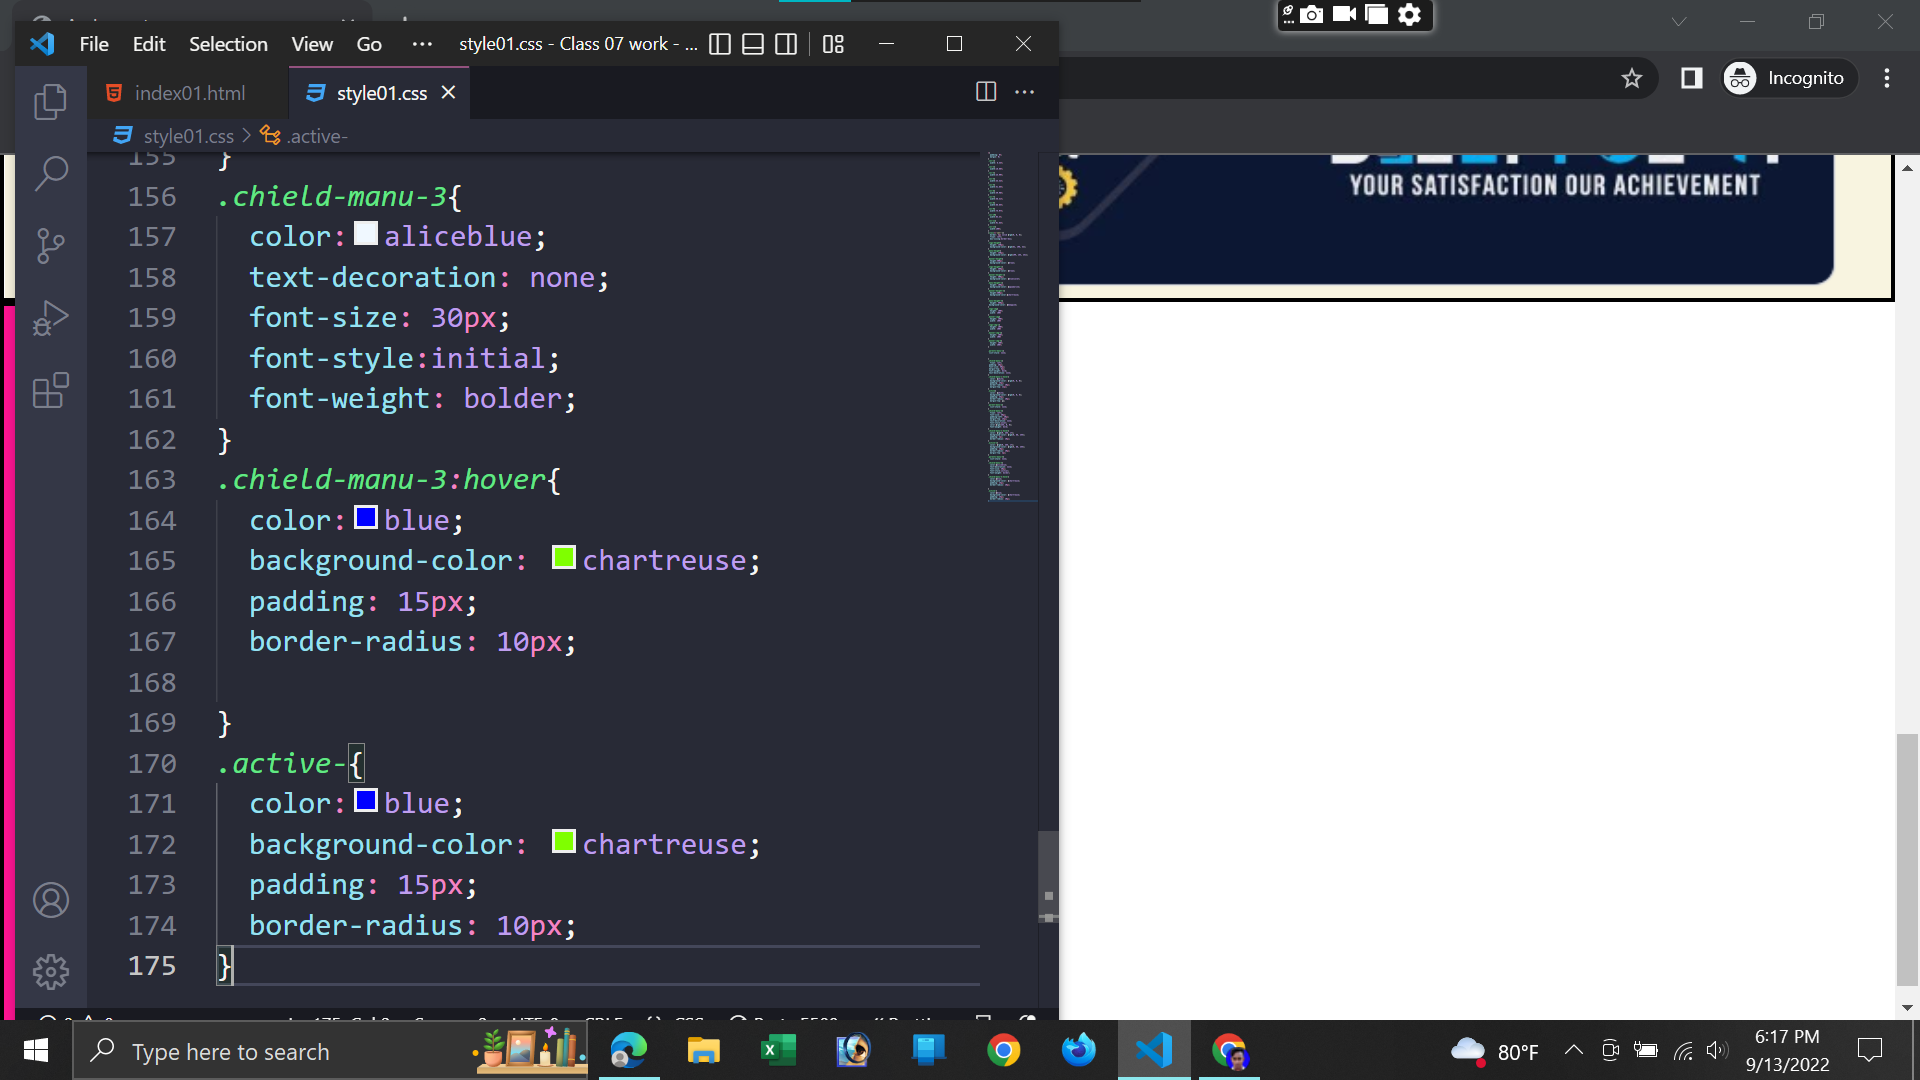 File Edit Selection View Go ··· style01.css - Class 07 work - ...
Incognito
index01.html style01.css
style01.css > .active-
155 }
156 .chield-manu-3{
157 color: aliceblue;
158 text-decoration: none;
159 font-size: 30px;
160 font-style:initial;
161 font-weight: bolder;
162 }
163 .chield-manu-3:hover{
164 color: blue;
165 background-color: chartreuse;
166 padding: 15px;
167 border-radius: 10px;
168
169 }
170 .active-{
171 color: blue;
172 background-color: chartreuse;
173 padding: 15px;
174 border-radius: 10px;
175 }
YOUR SATISFACTION OUR ACHIEVEMENT
Type here to search
80°F
6:17 PM
9/13/2022